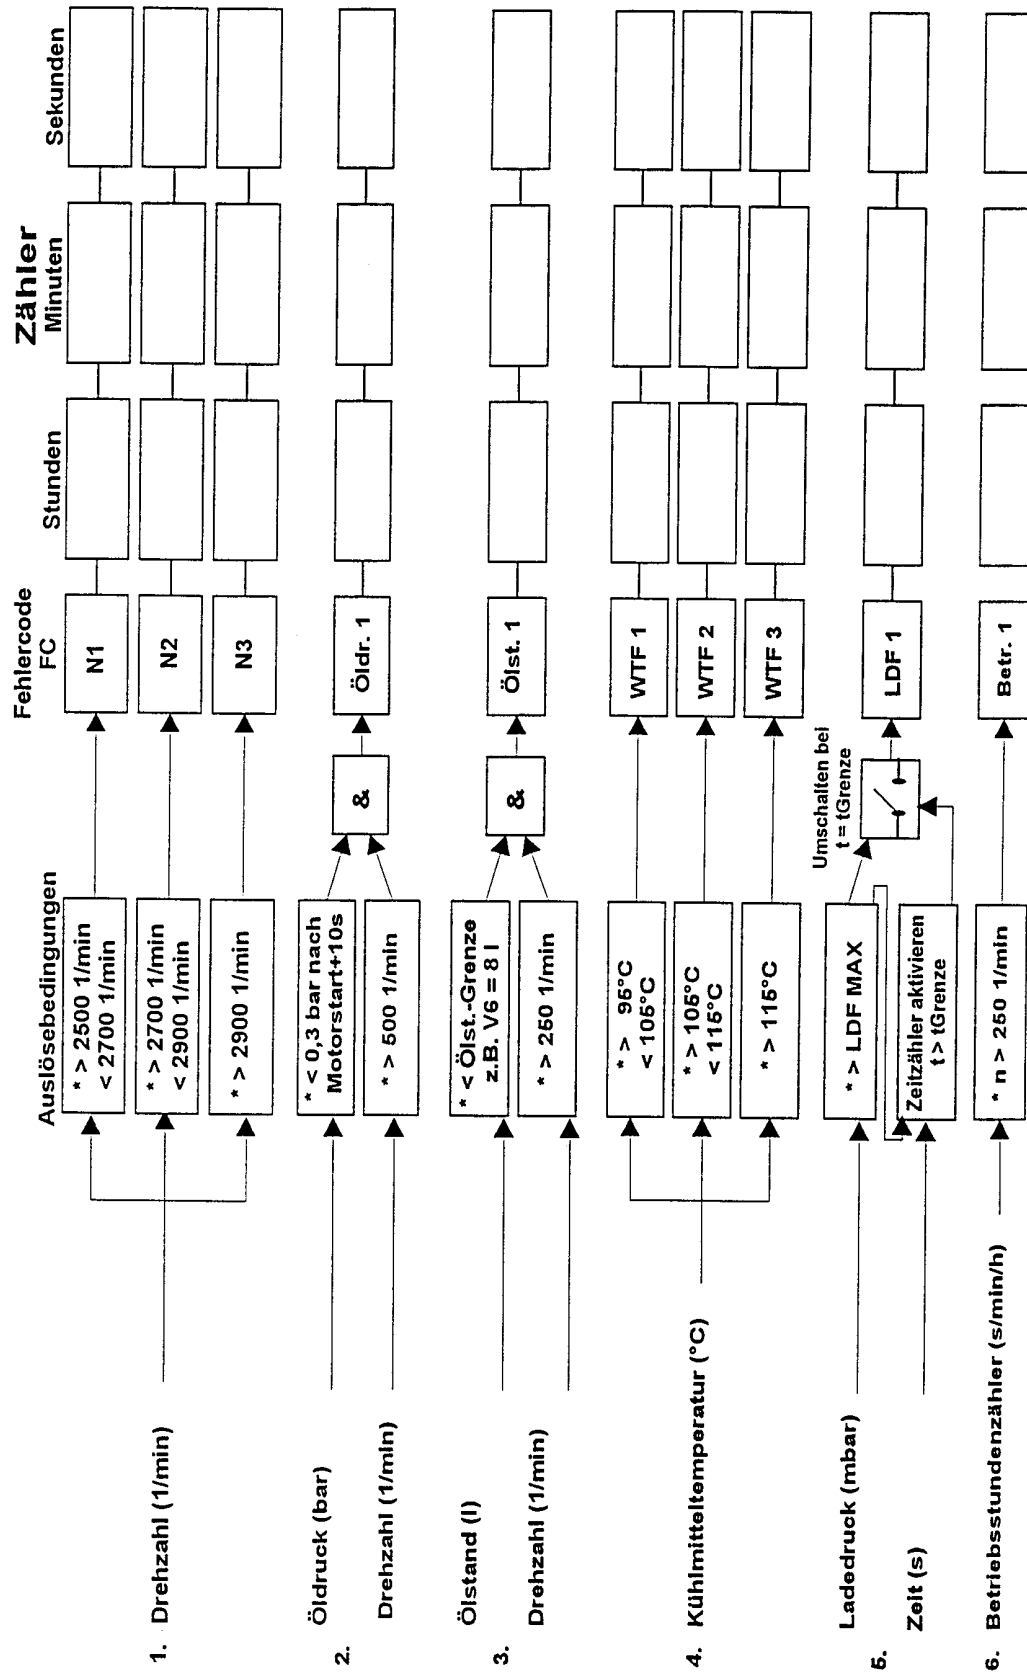 Zähler
Auslösebedingungen
Fehlercode
FC
Stunden
Minuten
Sekunden
1. Drehzahl (1/min)
* > 2500 1/min
< 2700 1/min
N1
* > 2700 1/min
< 2900 1/min
N2
* > 2900 1/min
N3
2.
Öldruck (bar)
* < 0,3 bar nach
Motorstart+10s
Drehzahl (1/min)
* > 500 1/min
&
Öldr. 1
3.
Ölstand (l)
* < Ölst.-Grenze
z.B. V6 = 8 l
Drehzahl (1/min)
* > 250 1/min
&
Ölst. 1
4. Kühlmitteltemperatur (°C)
* > 95°C
< 105°C
WTF 1
* > 105°C
< 115°C
WTF 2
* > 115°C
WTF 3
5.
Ladedruck (mbar)
* > LDF MAX
Zeit (s)
Zeitzähler aktivieren
t > tGrenze
Umschalten bei
t = tGrenze
LDF 1
6. Betriebsstundenzähler (s/min/h)
* n > 250 1/min
Betr. 1